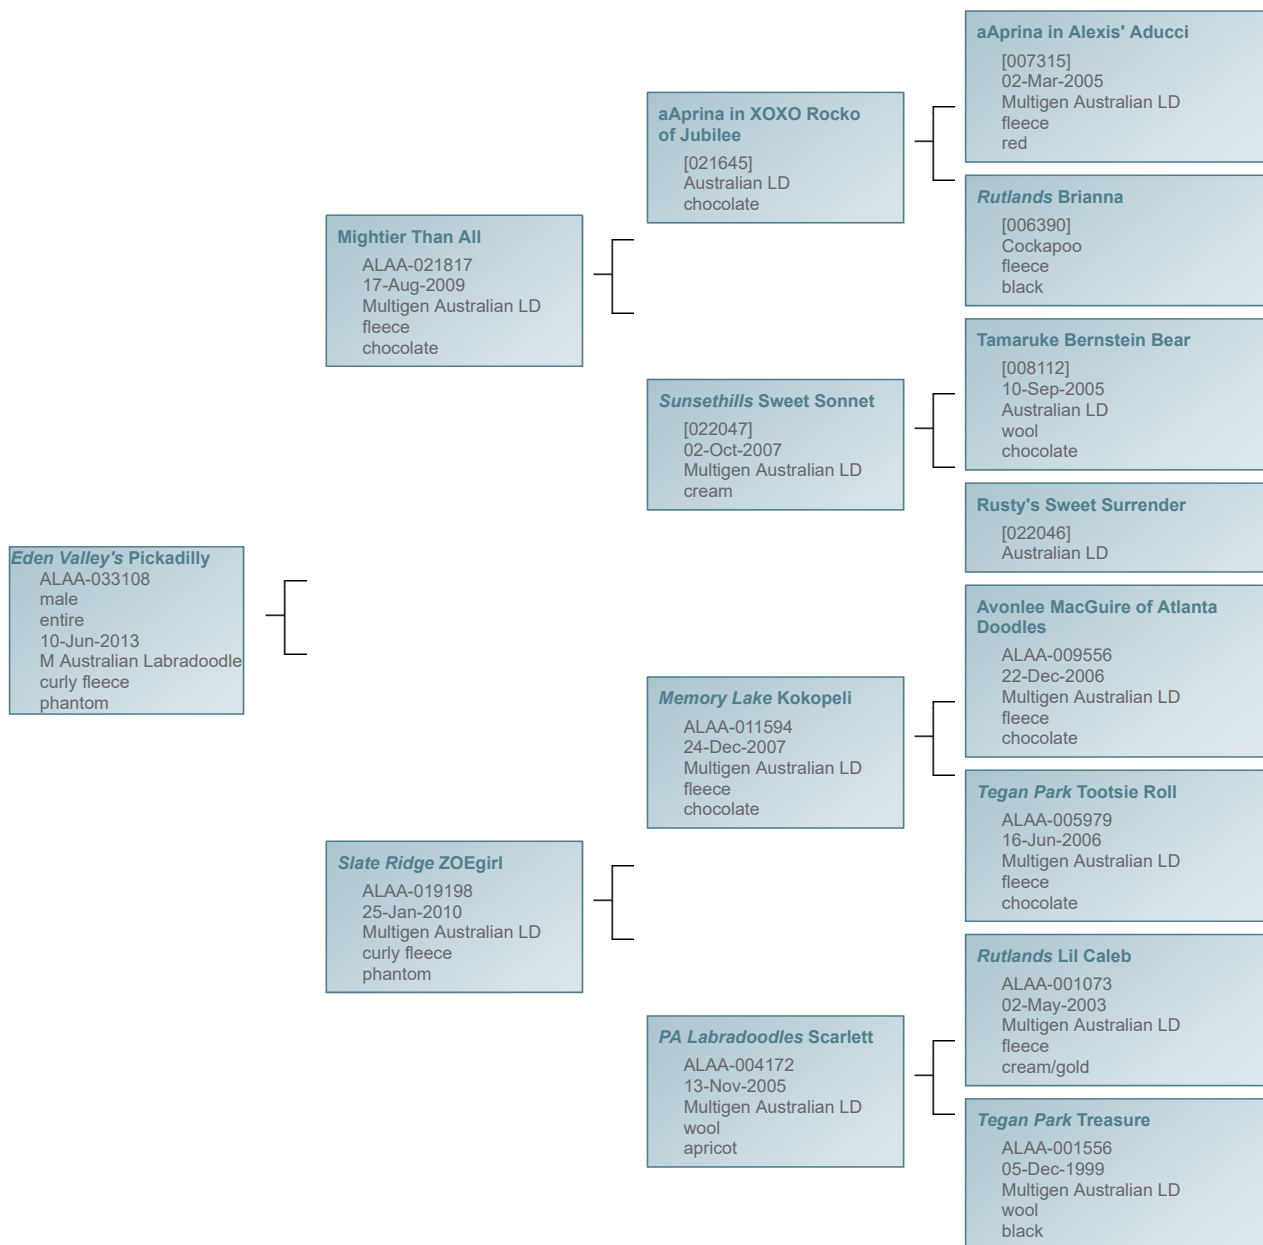 aAprina in Alexis' Aducci
[007315]
02-Mar-2005
Multigen Australian LD
fleece
red
aAprina in XOXO Rocko
of Jubilee
[021645]
Australian LD
chocolate
Rutlands Brianna
[006390]
Cockapoo
fleece
black
Mightier Than All
ALAA-021817
17-Aug-2009
Multigen Australian LD
fleece
chocolate
Tamaruke Bernstein Bear
[008112]
10-Sep-2005
Australian LD
wool
chocolate
Sunsethills Sweet Sonnet
[022047]
02-Oct-2007
Multigen Australian LD
cream
Rusty's Sweet Surrender
[022046]
Australian LD
Eden Valley's Pickadilly
ALAA-033108
male
entire
10-Jun-2013
M Australian Labradoodle
curly fleece
phantom
Avonlee MacGuire of Atlanta
Doodles
ALAA-009556
22-Dec-2006
Multigen Australian LD
fleece
chocolate
Memory Lake Kokopeli
ALAA-011594
24-Dec-2007
Multigen Australian LD
fleece
chocolate
Tegan Park Tootsie Roll
ALAA-005979
16-Jun-2006
Multigen Australian LD
fleece
chocolate
Slate Ridge ZOEgirl
ALAA-019198
25-Jan-2010
Multigen Australian LD
curly fleece
phantom
Rutlands Lil Caleb
ALAA-001073
02-May-2003
Multigen Australian LD
fleece
cream/gold
PA Labradoodles Scarlett
ALAA-004172
13-Nov-2005
Multigen Australian LD
wool
apricot
Tegan Park Treasure
ALAA-001556
05-Dec-1999
Multigen Australian LD
wool
black